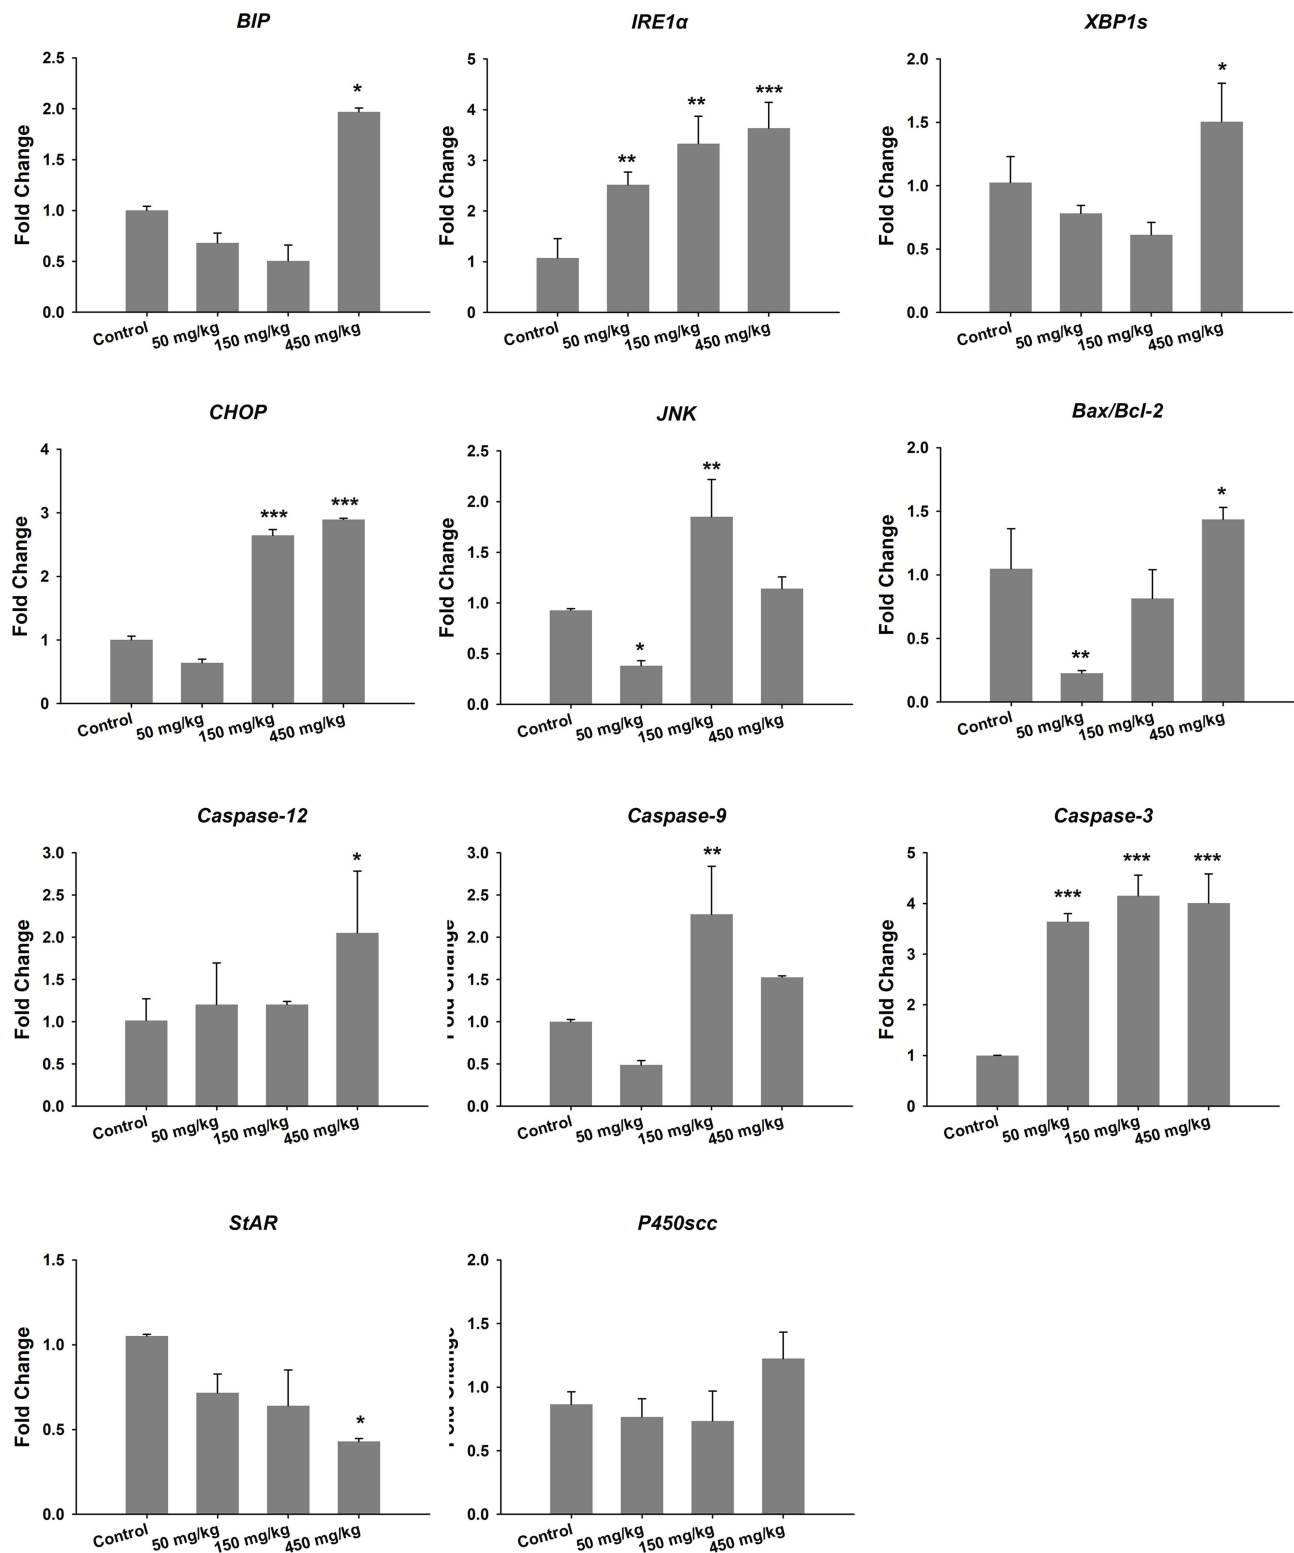 BIP
2.5
2.0
1.5
1.0
0.5
0.0
Fold Change
*
Control
50 mg/kg
150 mg/kg
450 mg/kg
IRE1α
5
4
3
2
1
0
Fold Change
**
**
***
Control
50 mg/kg
150 mg/kg
450 mg/kg
XBP1s
2.0
1.5
1.0
0.5
0.0
Fold Change
*
Control
50 mg/kg
150 mg/kg
450 mg/kg
CHOP
4
3
2
1
0
Fold Change
***
***
Control
50 mg/kg
150 mg/kg
450 mg/kg
JNK
2.5
2.0
1.5
1.0
0.5
0.0
Fold Change
*
**
Control
50 mg/kg
150 mg/kg
450 mg/kg
Bax/Bcl-2
2.0
1.5
1.0
0.5
0.0
Fold Change
**
*
Control
50 mg/kg
150 mg/kg
450 mg/kg
Caspase-12
3.0
2.5
2.0
1.5
1.0
0.5
0.0
Fold Change
*
Control
50 mg/kg
150 mg/kg
450 mg/kg
Caspase-9
3.0
2.5
2.0
1.5
1.0
0.5
0.0
Fold Change
**
Control
50 mg/kg
150 mg/kg
450 mg/kg
Caspase-3
5
4
3
2
1
0
Fold Change
***
***
***
Control
50 mg/kg
150 mg/kg
450 mg/kg
StAR
1.5
1.0
0.5
0.0
Fold Change
*
Control
50 mg/kg
150 mg/kg
450 mg/kg
P450scc
2.0
1.5
1.0
0.5
0.0
Fold Change
Control
50 mg/kg
150 mg/kg
450 mg/kg